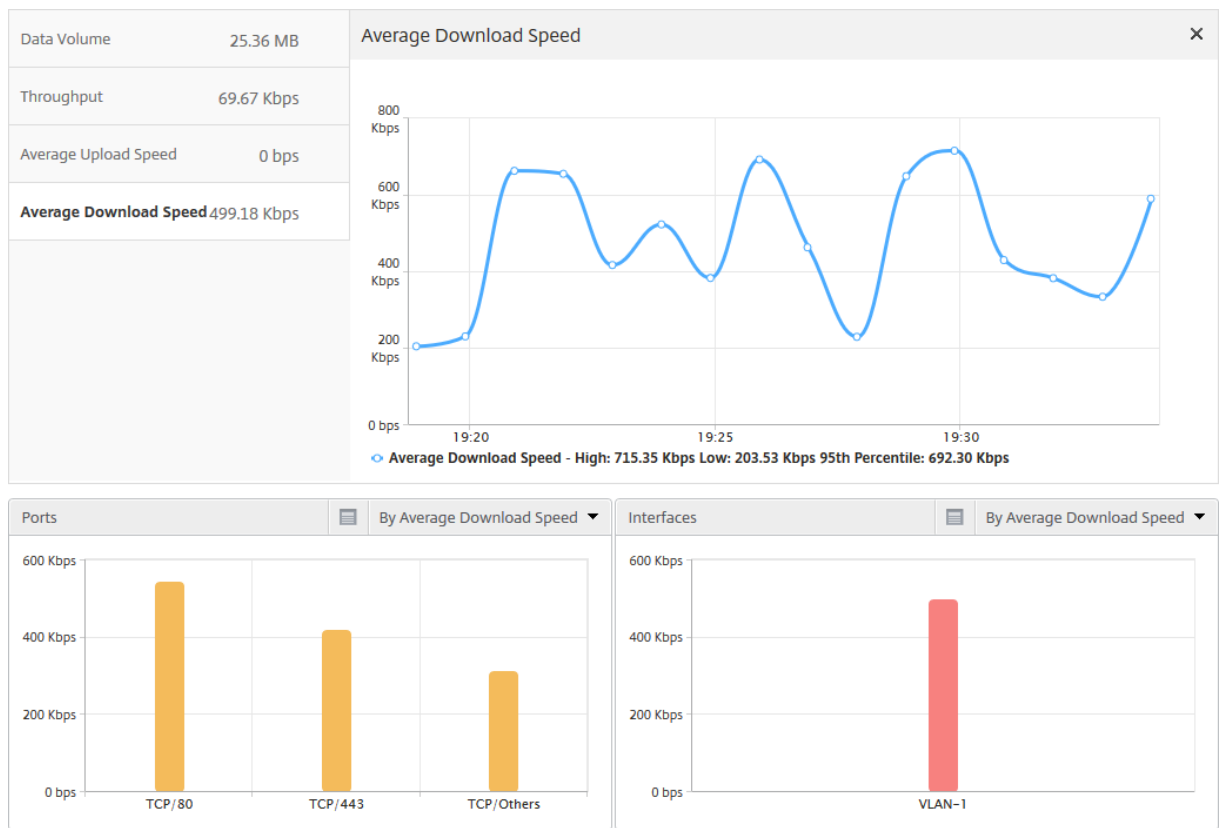 Data Volume 25.36 MB
Throughput 69.67 Kbps
Average Upload Speed 0 bps
Average Download Speed 499.18 Kbps
Average Download Speed
800
Kbps
600
Kbps
400
Kbps
200
Kbps
0 bps
19:20 19:25 19:30
Average Download Speed - High: 715.35 Kbps Low: 203.53 Kbps 95th Percentile: 692.30 Kbps
Ports By Average Download Speed
600 Kbps
400 Kbps
200 Kbps
0 bps
TCP/80 TCP/443 TCP/Others
Interfaces By Average Download Speed
600 Kbps
400 Kbps
200 Kbps
0 bps
VLAN-1